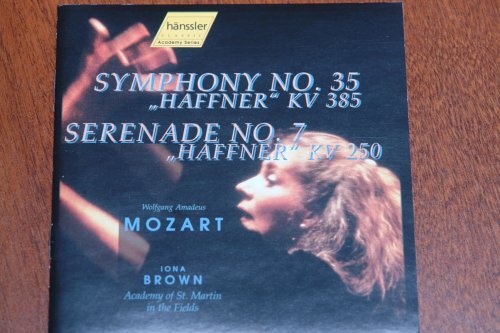 hänssler
CLASSIC
Academy Series
SYMPHONY NO. 35
„HAFFNER“ KV 385
SERENADE NO. 7
„HAFFNER“ KV 250
Wolfgang Amadeus
MOZART
IONA
BROWN
Academy of St. Martin
in the Fields